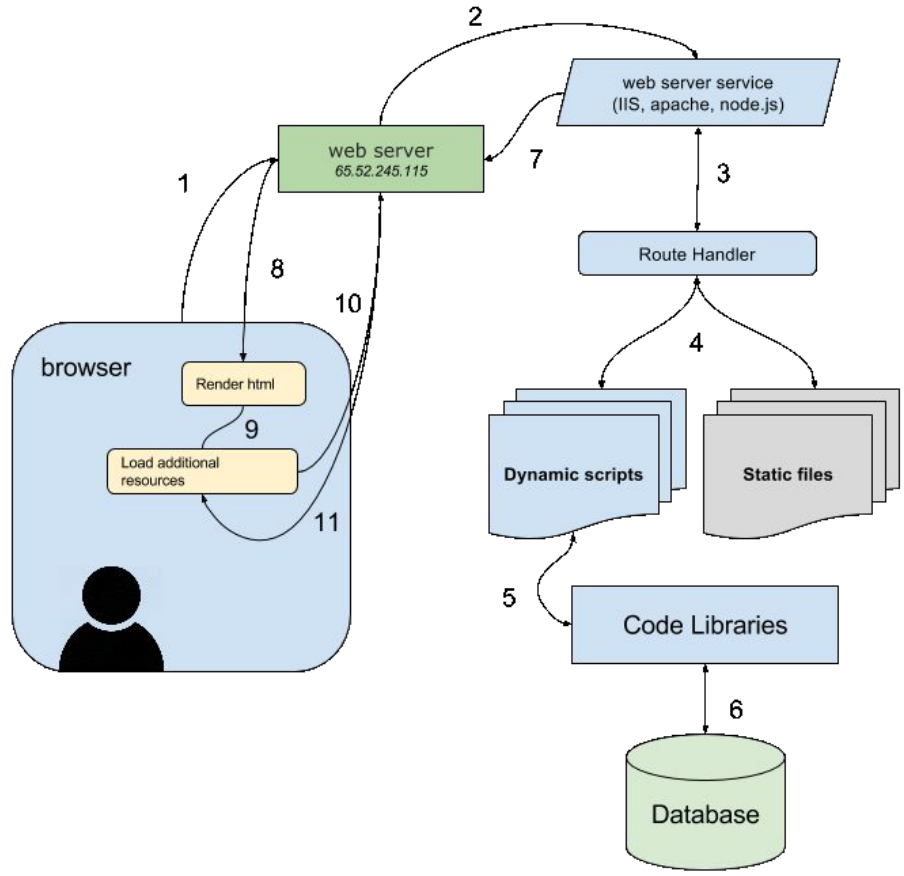 2
web server service
(IIS, apache, node.js)
web server
65.52.245.115
7
1
3
8
Route Handler
10
4
browser
Render html
9
Load additional
resources
11
Dynamic scripts
Static files
5
Code Libraries
6
Database